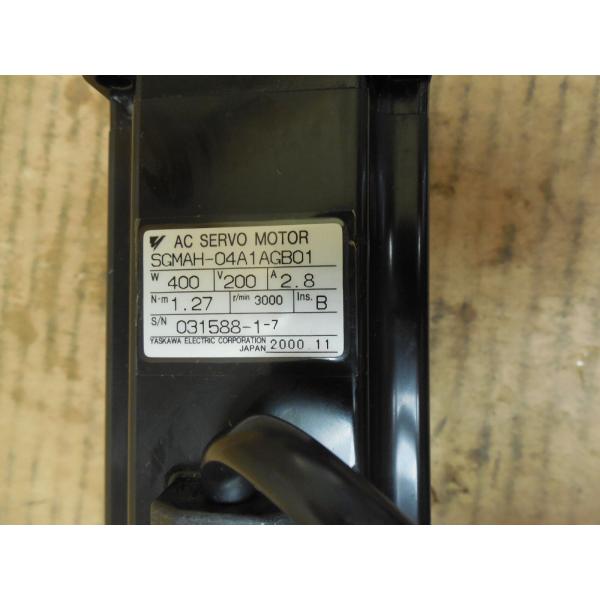 AC SERVO MOTOR
SGMAH-04A1AGB01
W 400 V 200 A 2.8
N·m 1.27 r/min 3000 Ins. B
S/N 031588-1-7
YASKAWA ELECTRIC CORPORATION
JAPAN 2000.11